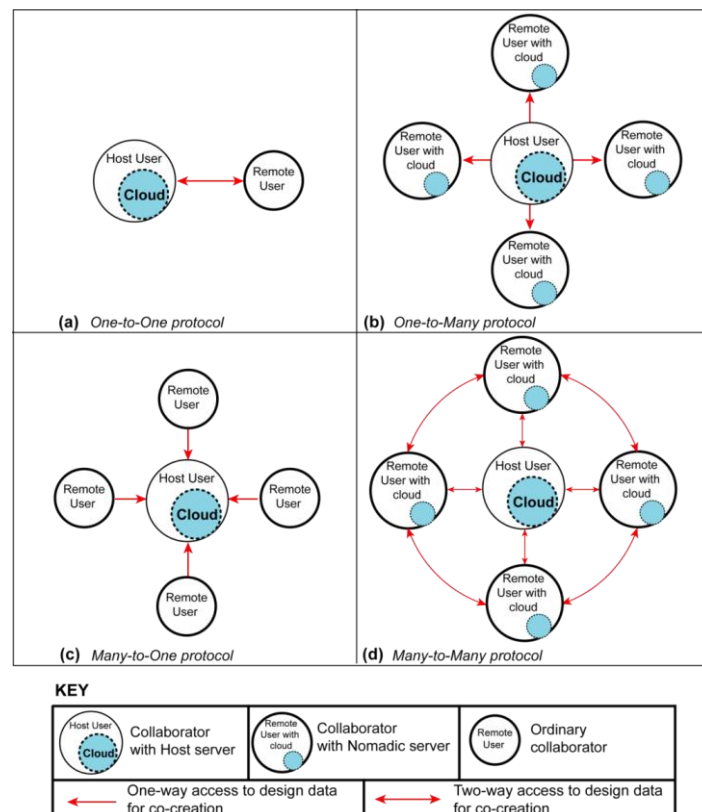 Host User
Cloud
Remote
User
(a) One-to-One protocol
Remote
User with
cloud
Remote
User with
cloud
Host User
Cloud
Remote
User with
cloud
Remote
User with
cloud
(b) One-to-Many protocol
Remote
User
Remote
User
Host User
Cloud
Remote
User
Remote
User
(c) Many-to-One protocol
Remote
User with
cloud
Remote
User with
cloud
Host User
Cloud
Remote
User with
cloud
Remote
User with
cloud
(d) Many-to-Many protocol
KEY
Host User
Cloud
Collaborator
with Host server
Remote
User with
cloud
Collaborator
with Nomadic server
Remote
User
Ordinary
collaborator
One-way access to design data
for co-creation
Two-way access to design data
for co-creation